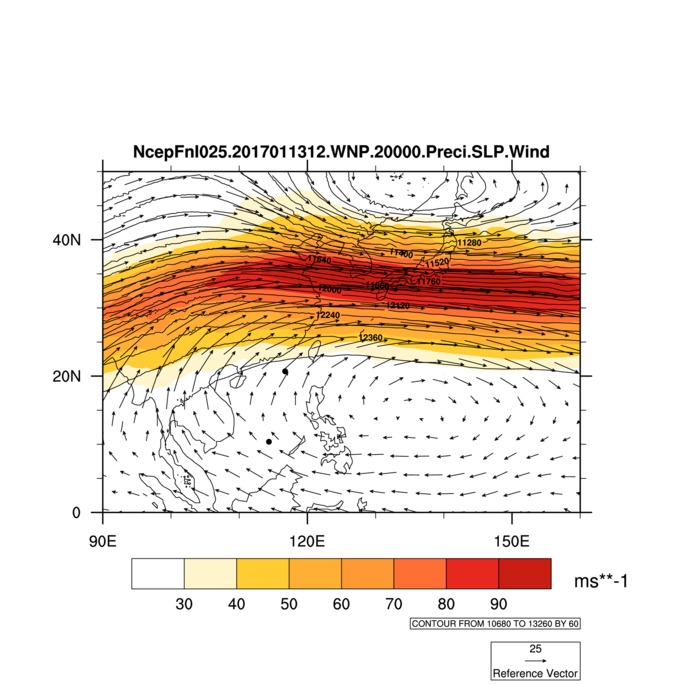 NcepFnl025.2017011312.WNP.20000.Preci.SLP.Wind
40N
20N
0
11280
11400
11520
11640
11760
12000
12120
12240
12360
90E
120E
150E
30 40 50 60 70 80 90
ms**-1
CONTOUR FROM 10680 TO 13260 BY 60
25
Reference Vector